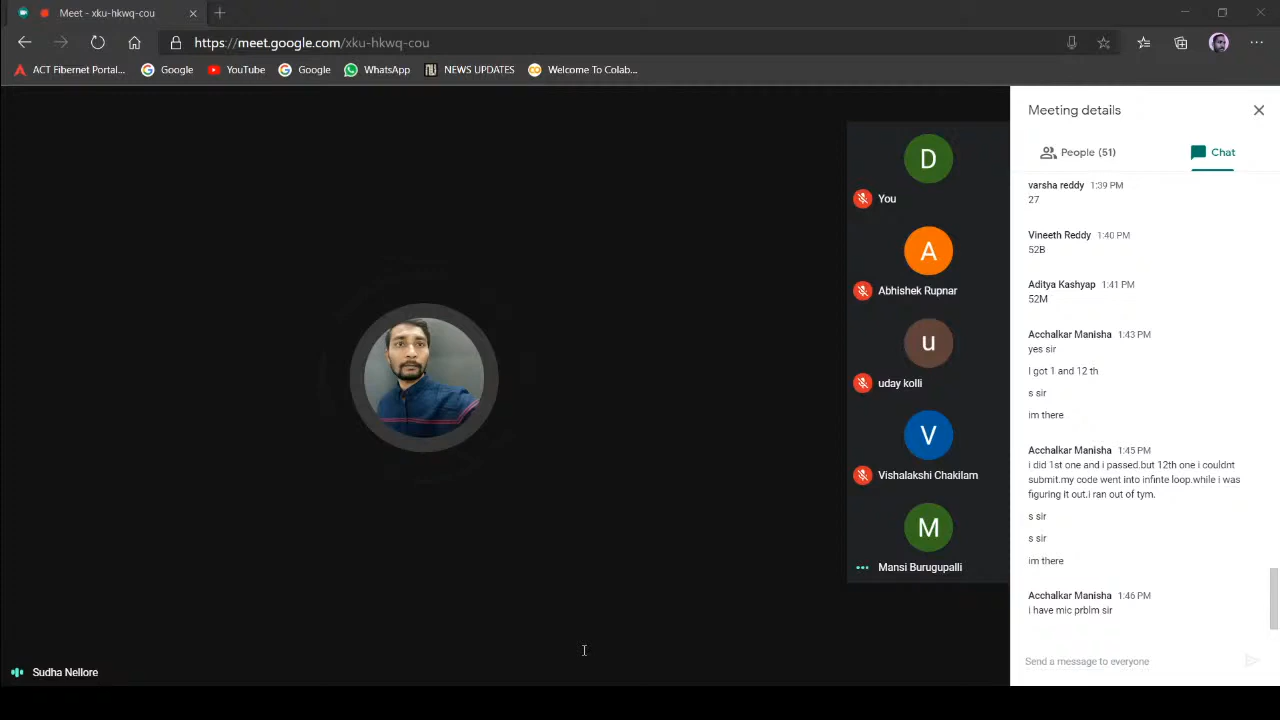 Meet - xku-hkwq-cou
https://meet.google.com/xku-hkwq-cou
ACT Fibernet Portal... Google YouTube Google WhatsApp NEWS UPDATES Welcome To Colab...
D
You
A
Abhishek Rupnar
u
uday kolli
V
Vishalakshi Chakilam
M
Mansi Burugupalli
Sudha Nellore
Meeting details
People (51) Chat
varsha reddy 1:39 PM
27
Vineeth Reddy 1:40 PM
52B
Aditya Kashyap 1:41 PM
52M
Acchalkar Manisha 1:43 PM
yes sir
I got 1 and 12 th
s sir
im there
Acchalkar Manisha 1:45 PM
i did 1st one and i passed.but 12th one i couldnt
submit.my code went into infinte loop.while i was
figuring it out.i ran out of tym.
s sir
s sir
im there
Acchalkar Manisha 1:46 PM
i have mic prblm sir
Send a message to everyone